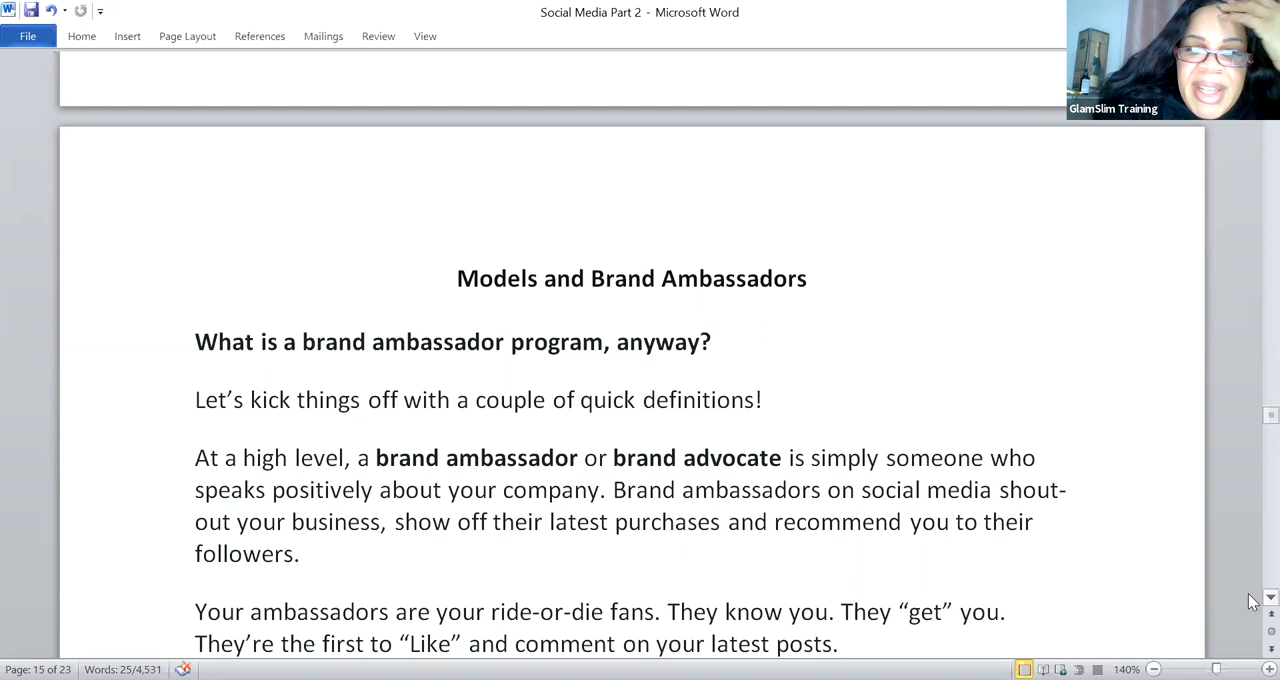 Social Media Part 2 - Microsoft Word
File Home Insert Page Layout References Mailings Review View
GlamSlim Training
Models and Brand Ambassadors
What is a brand ambassador program, anyway?
Let’s kick things off with a couple of quick definitions!
At a high level, a brand ambassador or brand advocate is simply someone who
speaks positively about your company. Brand ambassadors on social media shout-
out your business, show off their latest purchases and recommend you to their
followers.
Your ambassadors are your ride-or-die fans. They know you. They “get” you.
They’re the first to “Like” and comment on your latest posts.
Page: 15 of 23 Words: 25/4,531 140%